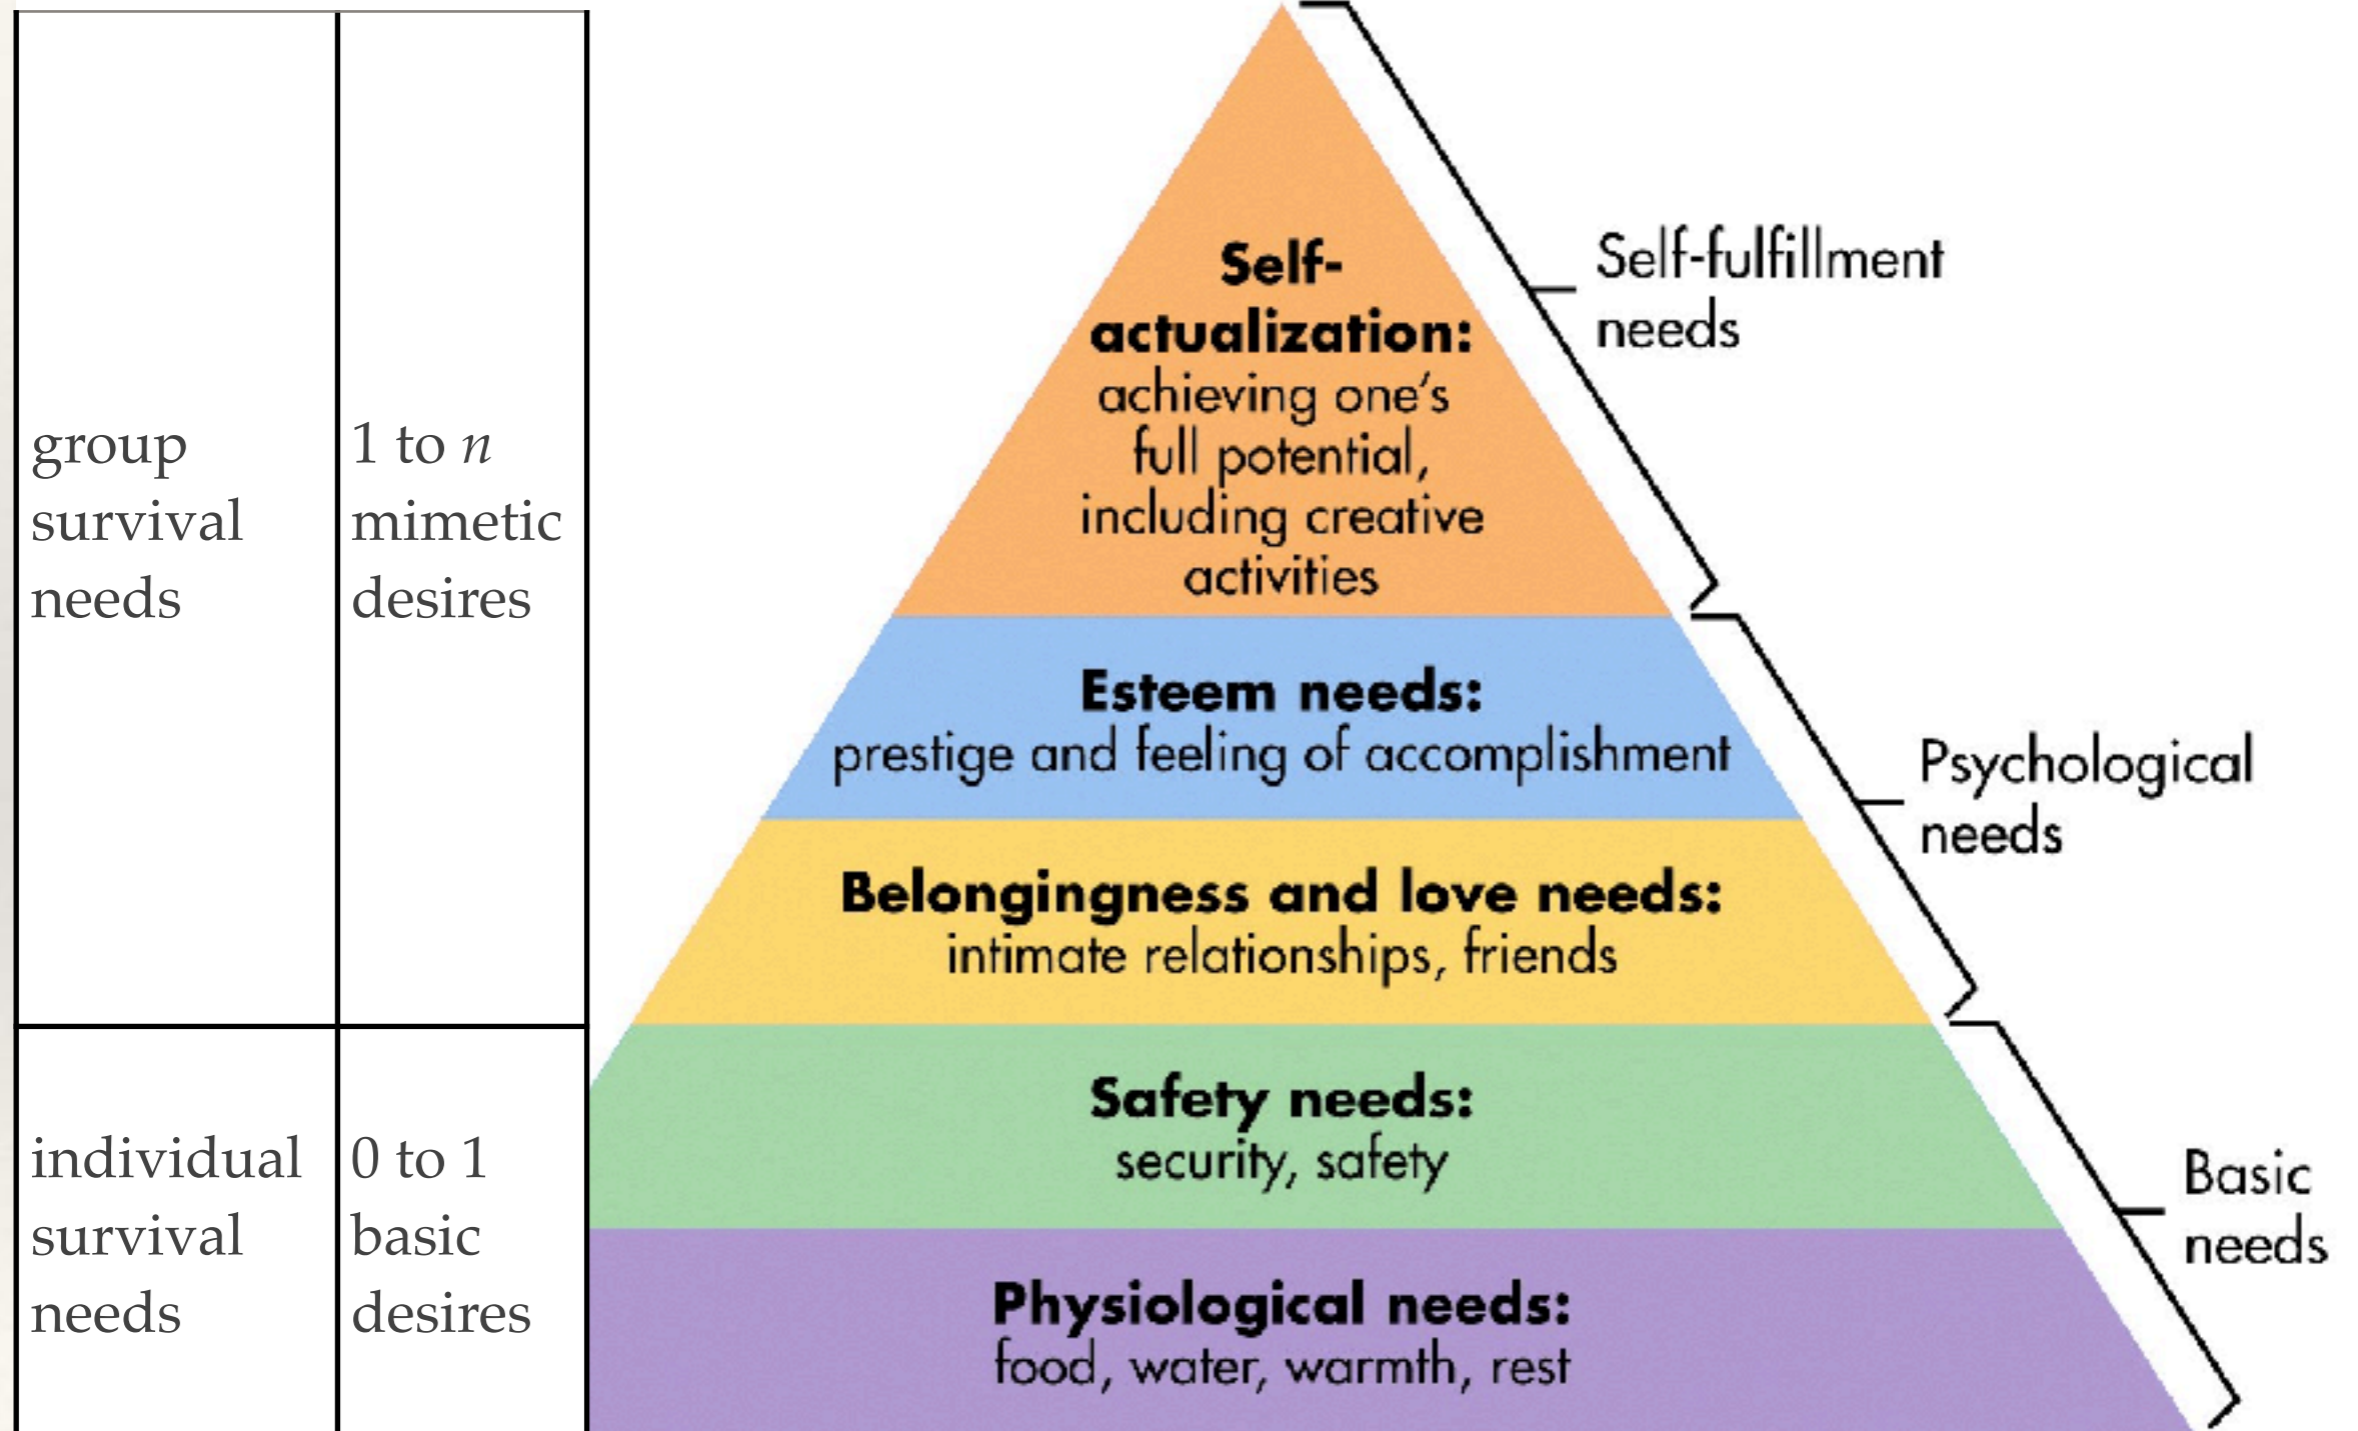 group
survival
needs
1 to n
mimetic
desires
individual
survival
needs
0 to 1
basic
desires
Self-
actualization:
achieving one's
full potential,
including creative
activities
Esteem needs:
prestige and feeling of accomplishment
Belongingness and love needs:
intimate relationships, friends
Safety needs:
security, safety
Physiological needs:
food, water, warmth, rest
Self-fulfillment
needs
Psychological
needs
Basic
needs